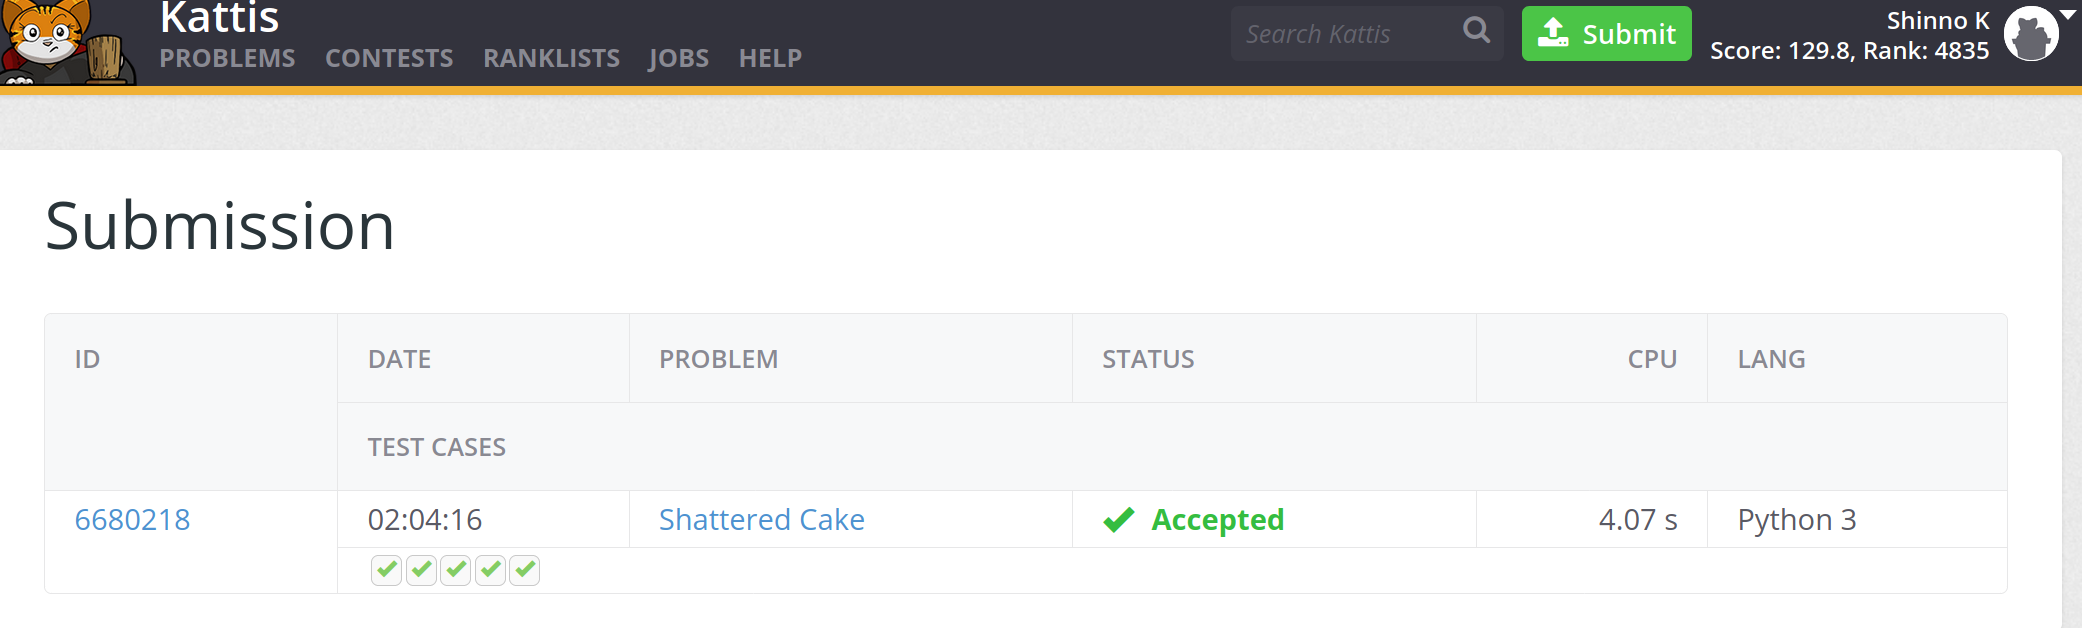 Kattis
PROBLEMS CONTESTS RANKLISTS JOBS HELP
Search Kattis
Submit
Shinno K
Score: 129.8, Rank: 4835
Submission
ID DATE PROBLEM STATUS CPU LANG
TEST CASES
6680218 02:04:16 Shattered Cake Accepted 4.07 s Python 3